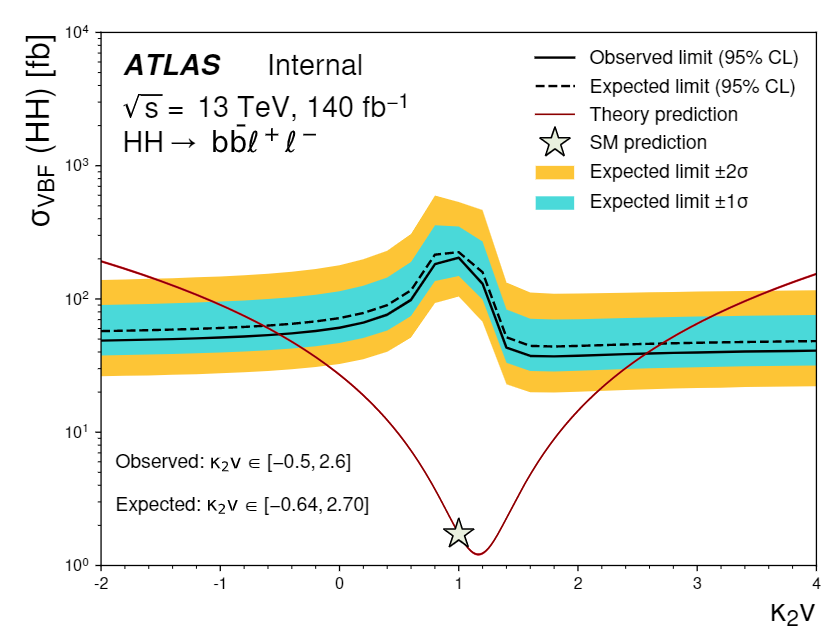 10⁴
10³
10²
10¹
10⁰
σVBF (HH) [fb]
ATLAS Internal
√s = 13 TeV, 140 fb⁻¹
HH → bb̄ℓ⁺ℓ⁻
Observed limit (95% CL)
Expected limit (95% CL)
Theory prediction
SM prediction
Expected limit ±2σ
Expected limit ±1σ
Observed: κ₂v ∈ [−0.5, 2.6]
Expected: κ₂v ∈ [−0.64, 2.70]
-2 -1 0 1 2 3 4
κ₂v